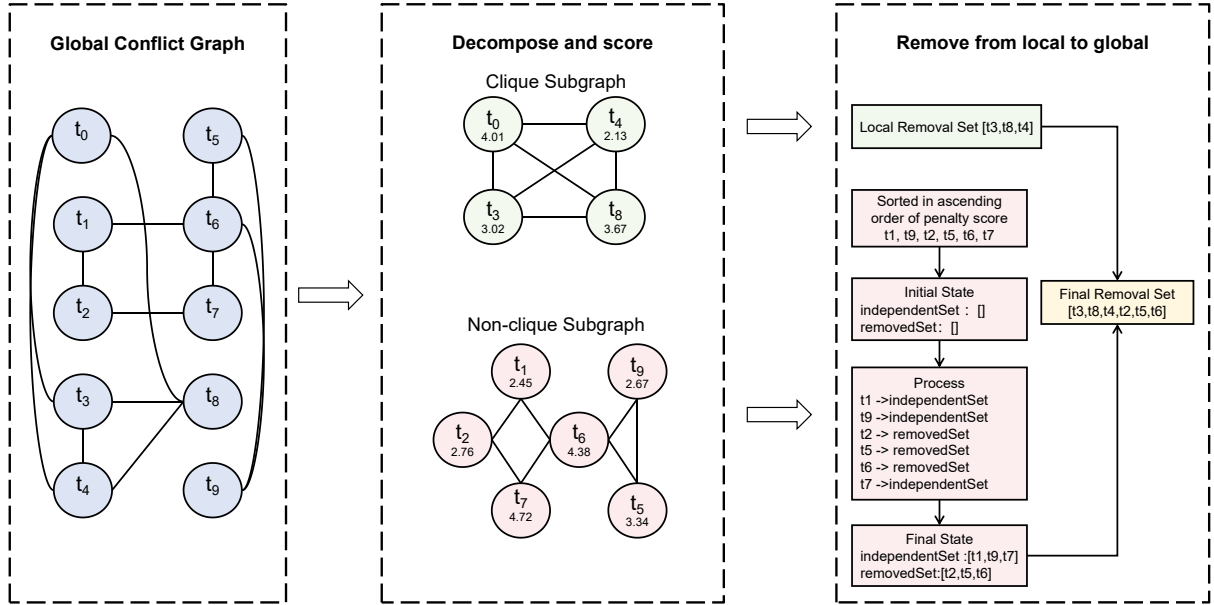 Global Conflict Graph
t0
t5
t1
t6
t2
t7
t3
t8
t4
t9
Decompose and score
Clique Subgraph
t0
4.01
t4
2.13
t3
3.02
t8
3.67
Non-clique Subgraph
t1
2.45
t9
2.67
t2
2.76
t6
4.38
t7
4.72
t5
3.34
Remove from local to global
Local Removal Set [t3,t8,t4]
Sorted in ascending
order of penalty score
t1, t9, t2, t5, t6, t7
Initial State
independentSet : []
removedSet: []
Process
t1 ->independentSet
t9 ->independentSet
t2 -> removedSet
t5 -> removedSet
t6 -> removedSet
t7 ->independentSet
Final State
independentSet :[t1,t9,t7]
removedSet:[t2,t5,t6]
Final Removal Set
[t3,t8,t4,t2,t5,t6]